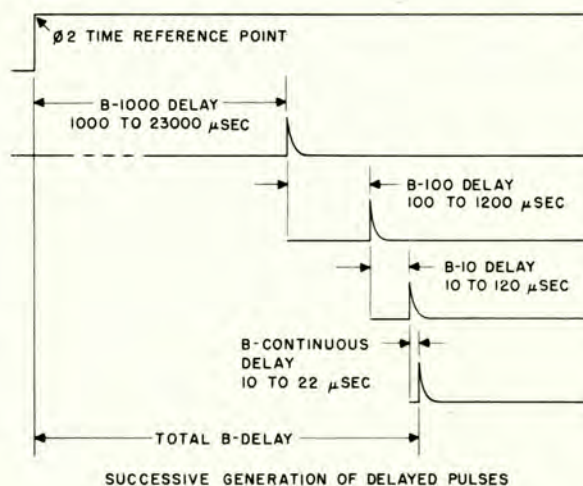 Ø2 TIME REFERENCE POINT
B-1000 DELAY
1000 TO 23000 µSEC
B-100 DELAY
100 TO 1200 µSEC
B-10 DELAY
10 TO 120 µSEC
B-CONTINUOUS
DELAY
10 TO 22 µSEC
TOTAL B-DELAY
SUCCESSIVE GENERATION OF DELAYED PULSES